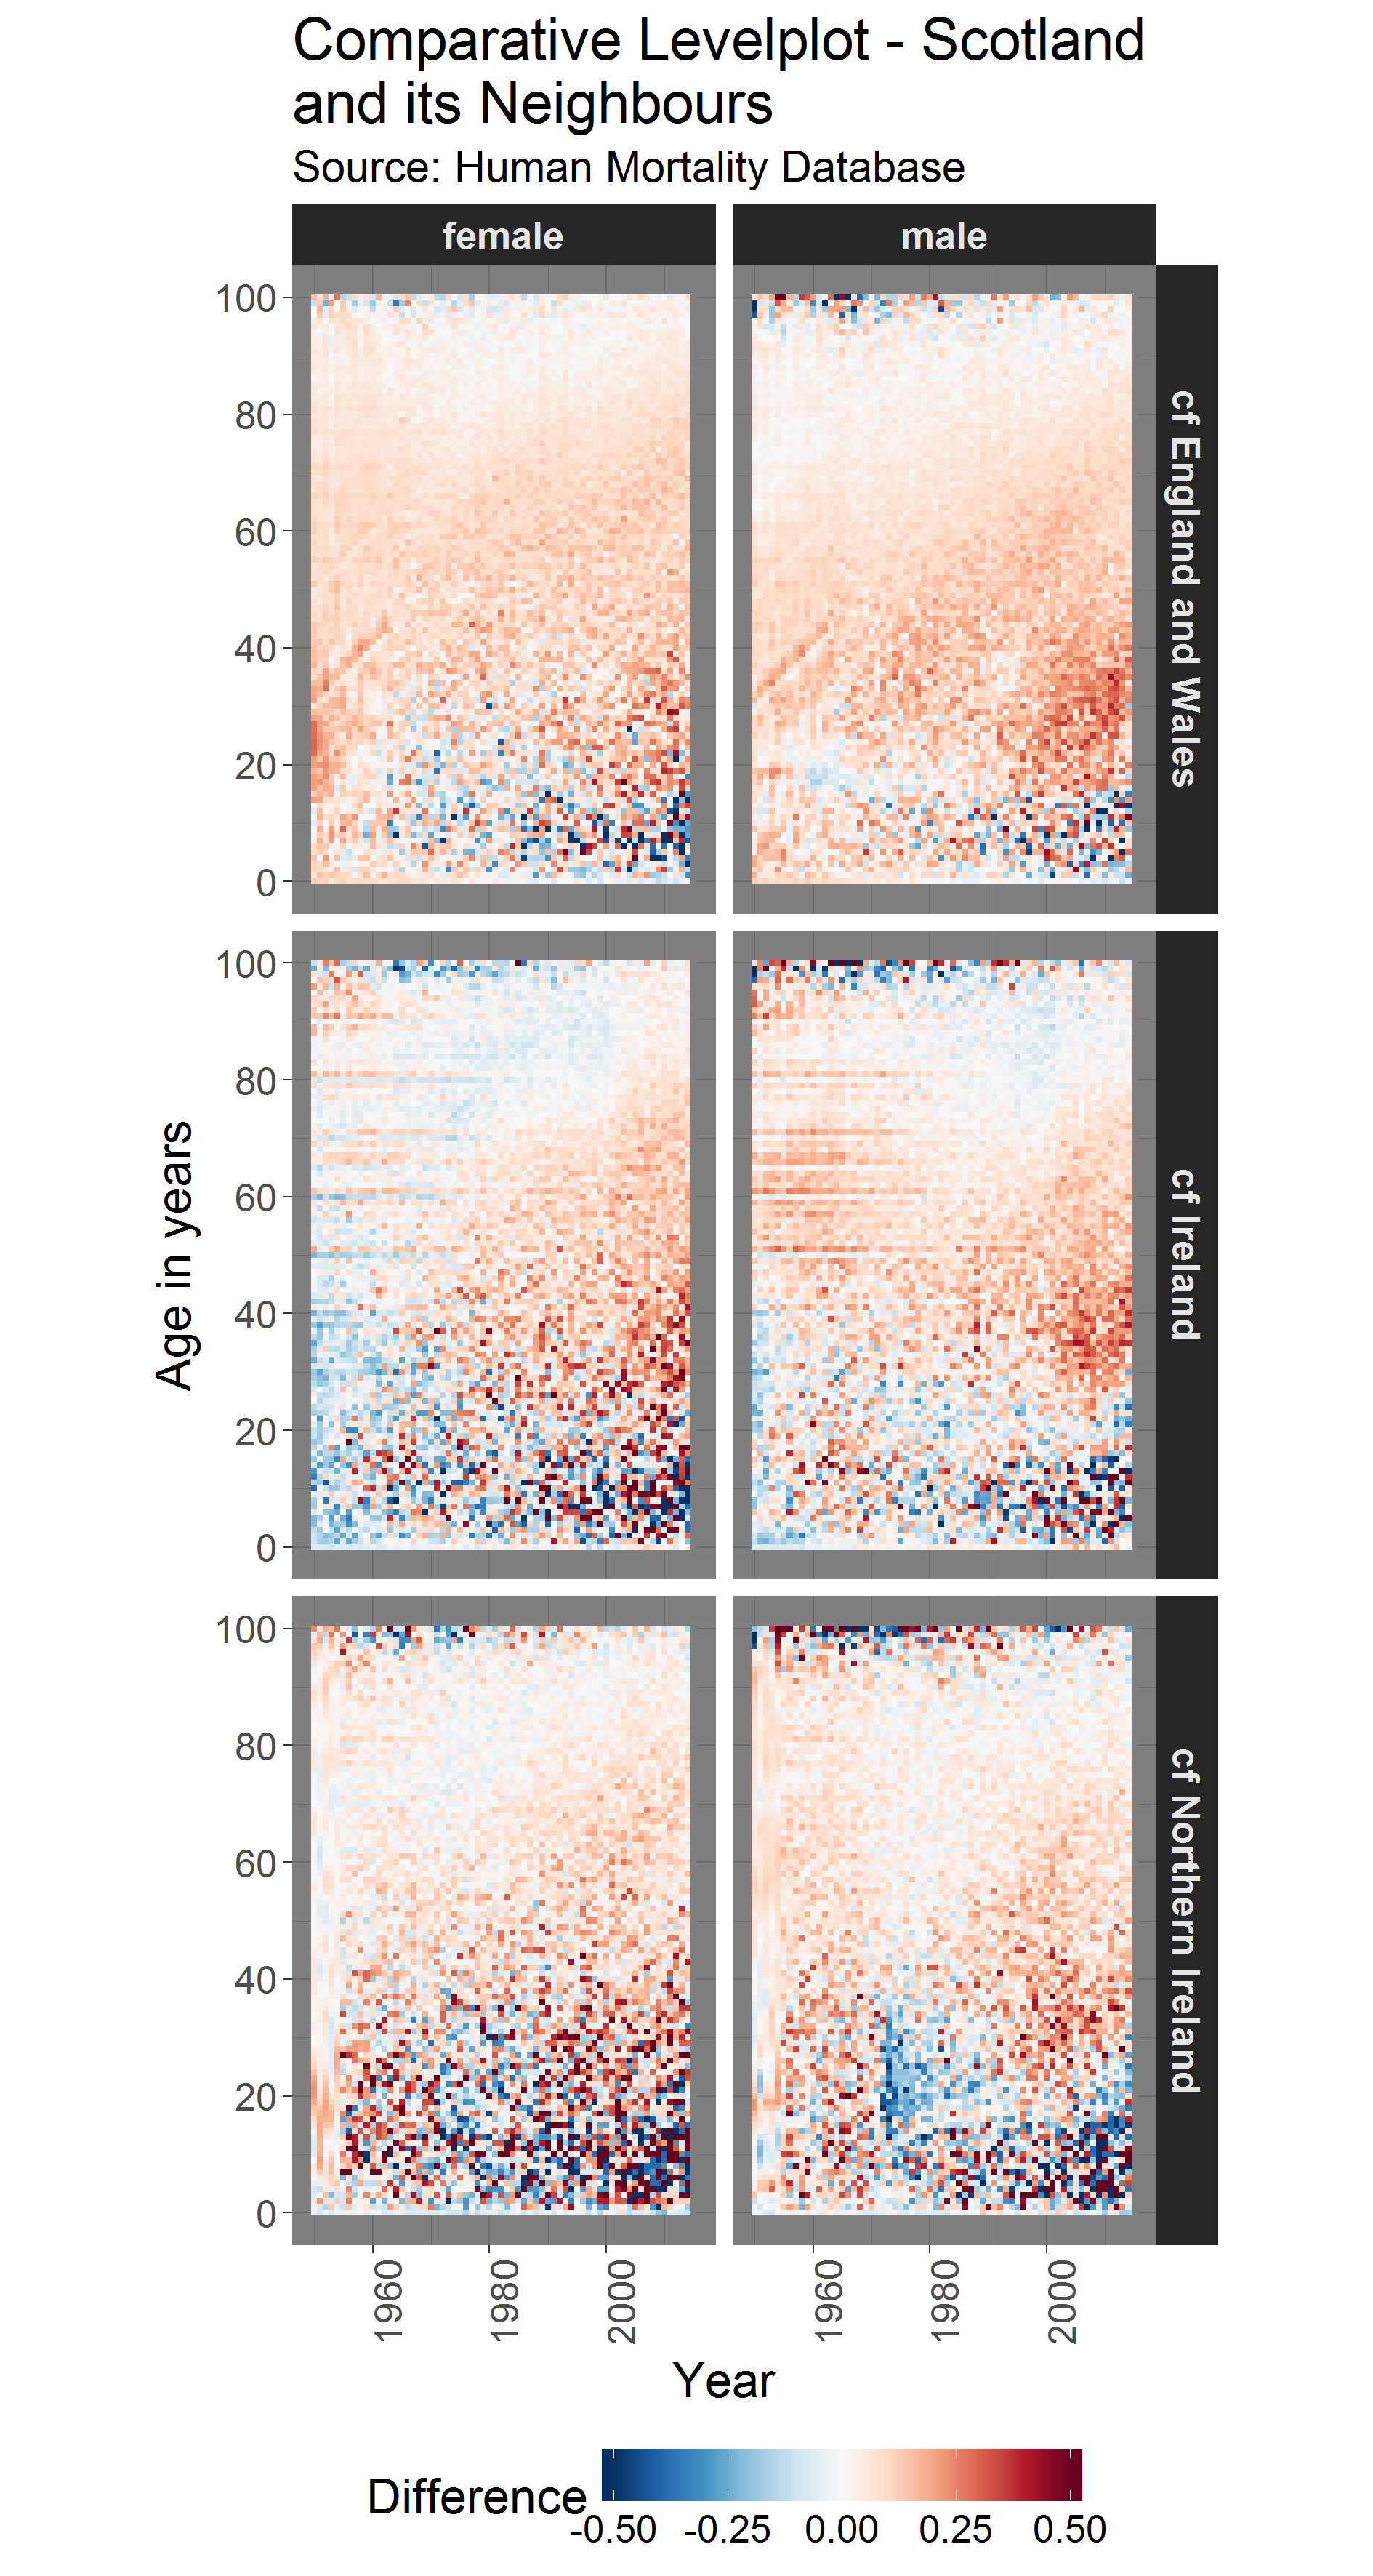 Comparative Levelplot - Scotland
and its Neighbours
Source: Human Mortality Database
female
male
100
80
60
40
20
0
cf England and Wales
100
80
60
40
20
0
cf Ireland
100
80
60
40
20
0
cf Northern Ireland
Age in years
1960
1980
2000
1960
1980
2000
Year
Difference
-0.50
-0.25
0.00
0.25
0.50